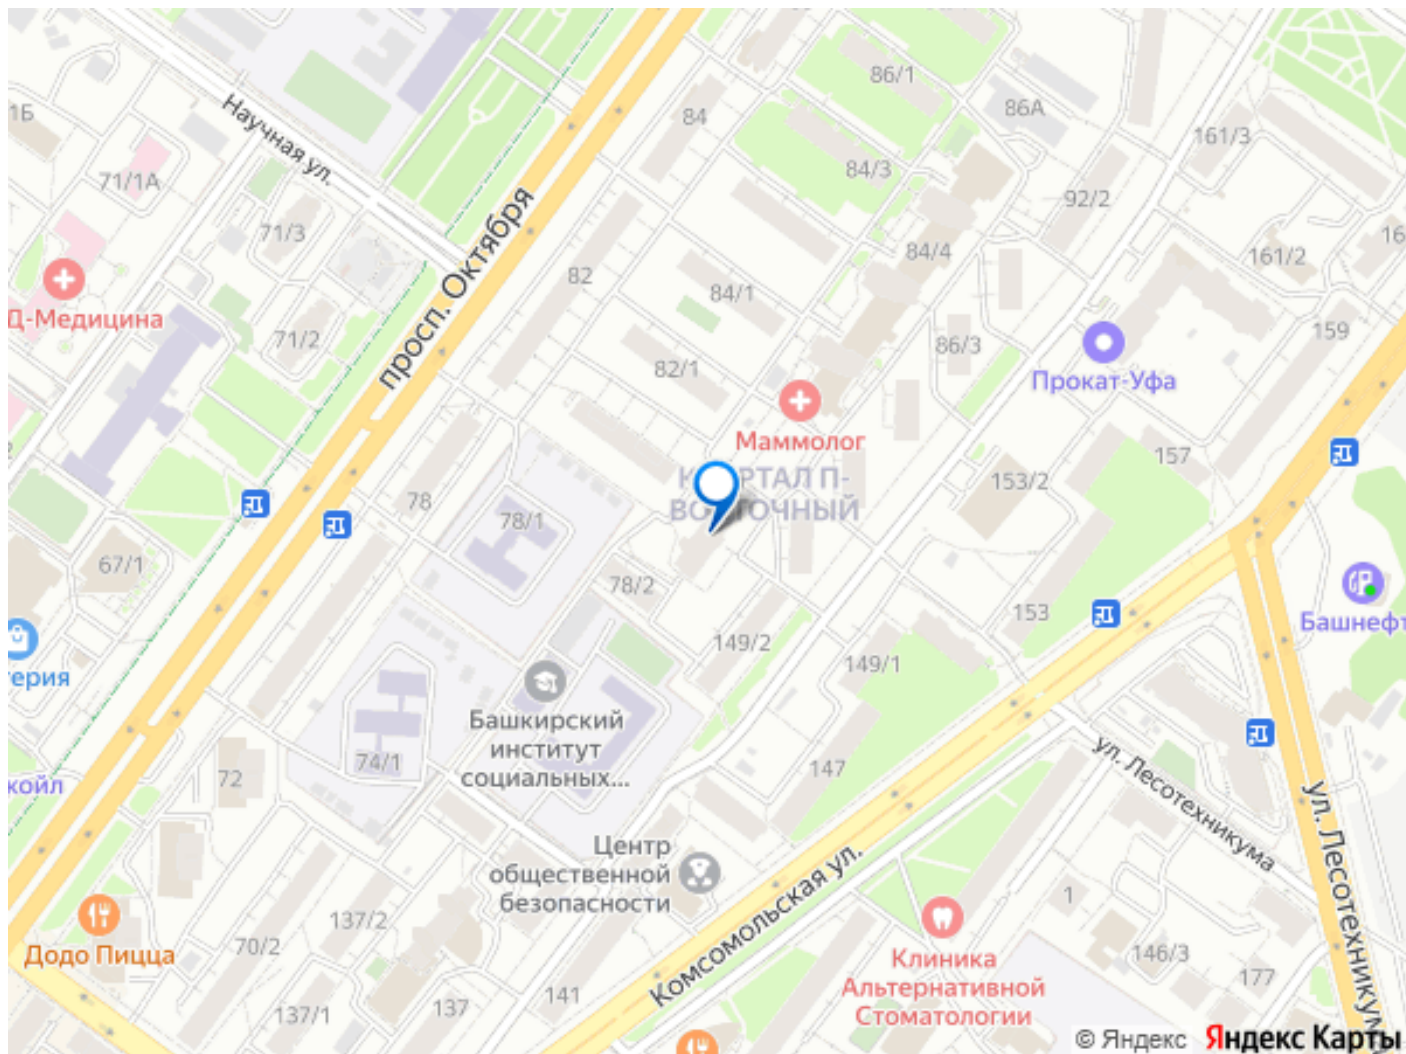 86/1
1Б
Научная ул.
84
86А
161/3
71/1А
84/3
92/2
просп. Октября
71/3
82
84/4
161/2
16
Д-Медицина
84/1
71/2
86/3
159
82/1
Прокат-Уфа
Маммолог
157
78
153/2
78/1
ВОСТОЧНЫЙ
67/1
78/2
153
Башнефт
149/2
149/1
терия
Башкирский
институт
социальных...
74/1
72
147
ул. Лесотехникума
ул. Лесотехникум
койл
Центр
общественной
безопасности
Комсомольская ул.
137/2
1
70/2
Додо Пицца
146/3
177
Клиника
Альтернативной
Стоматологии
141
137
137/1
© Яндекс Яндекс Карты